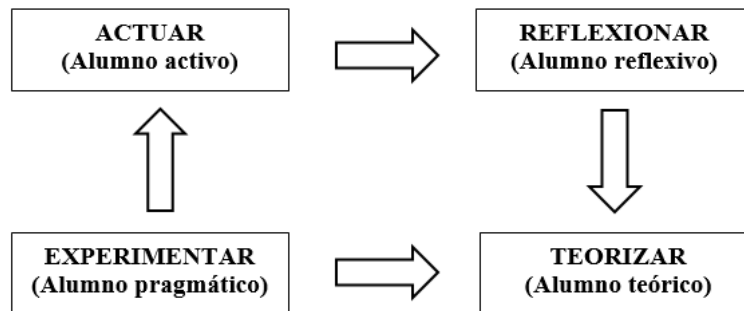 ACTUAR
(Alumno activo)
REFLEXIONAR
(Alumno reflexivo)
EXPERIMENTAR
(Alumno pragmático)
TEORIZAR
(Alumno teórico)